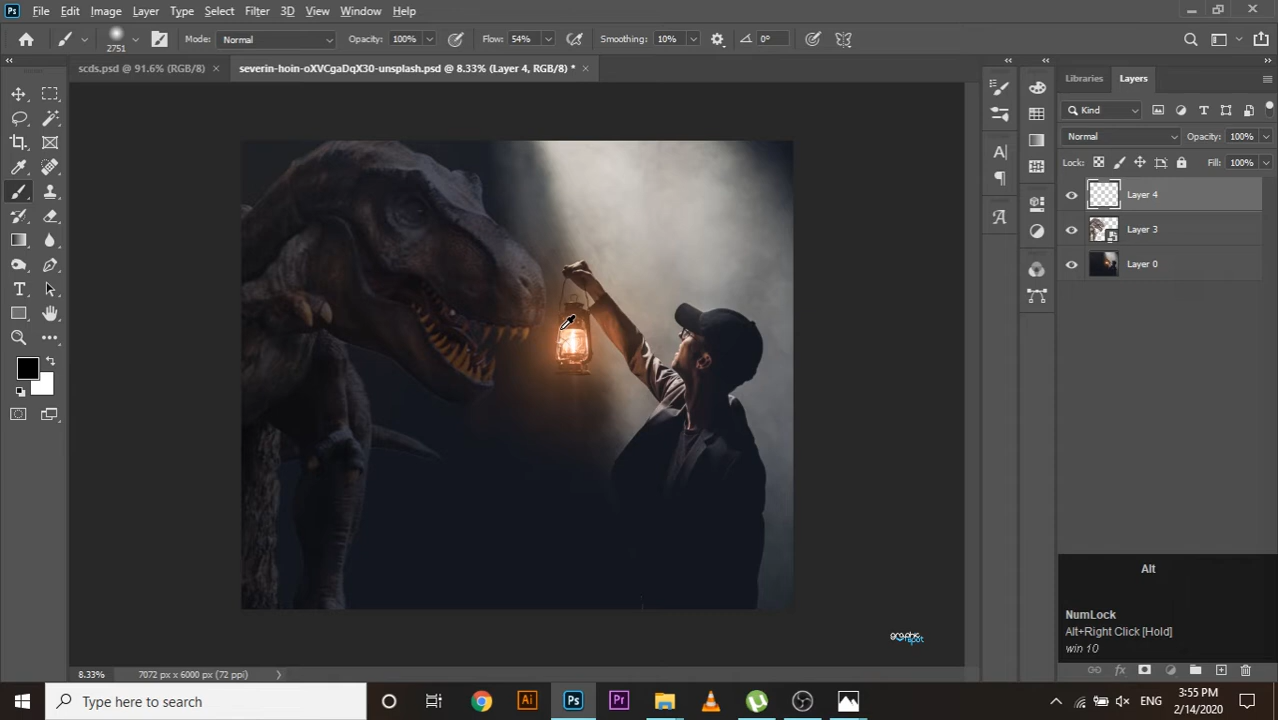 Ps File Edit Image Layer Type Select Filter 3D View Window Help
2751 Mode: Normal Opacity: 100% Flow: 54% Smoothing: 10% 0°
scds.psd @ 91.6% (RGB/8) × severin-hoin-oXVCgaDqX30-unsplash.psd @ 8.33% (Layer 4, RGB/8) * ×
Libraries Layers
Kind
Normal Opacity: 100%
Lock: Fill: 100%
Layer 4
Layer 3
Layer 0
Alt
NumLock
Alt+Right Click [Hold]
win 10
8.33% 7072 px x 6000 px (72 ppi)
Type here to search
Ai Ps Pr
ENG 3:55 PM
2/14/2020